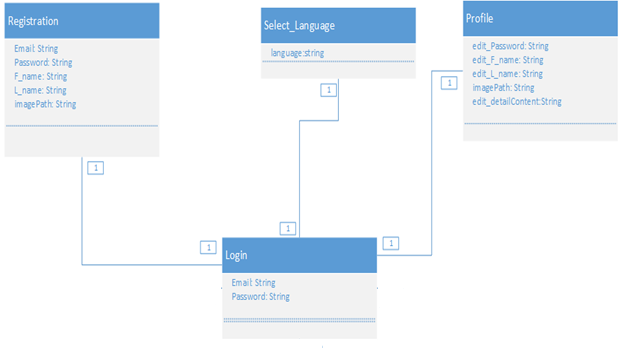 Registration
Email: String
Password: String
F_name: String
L_name: String
imagePath: String
Select_Language
language:string
Profile
edit_Password: String
edit_F_name: String
edit_L_name: String
imagePath: String
edit_detailContent:String
1
1
1
1
1
1
Login
Email: String
Password: String